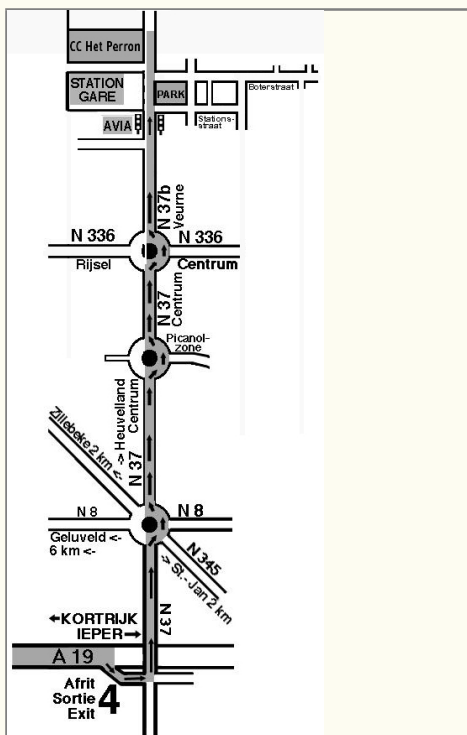 CC Het Perron
STATION
GARE
PARK
Boterstraat
AVIA
Stations-
straat
N 37b
Veurne
N 336
N 336
Rijsel
Centrum
N 37
Centrum
Picanol-
zone
-> Heuvelland
Centrum
Zillebeke 2 km <-
N 37
N 8
N 8
Geluveld <-
6 km <-
N 345
-> St.- Jan 2 km
N 37
←KORTRIJK
IEPER→
A 19
Afrit
Sortie
Exit
4